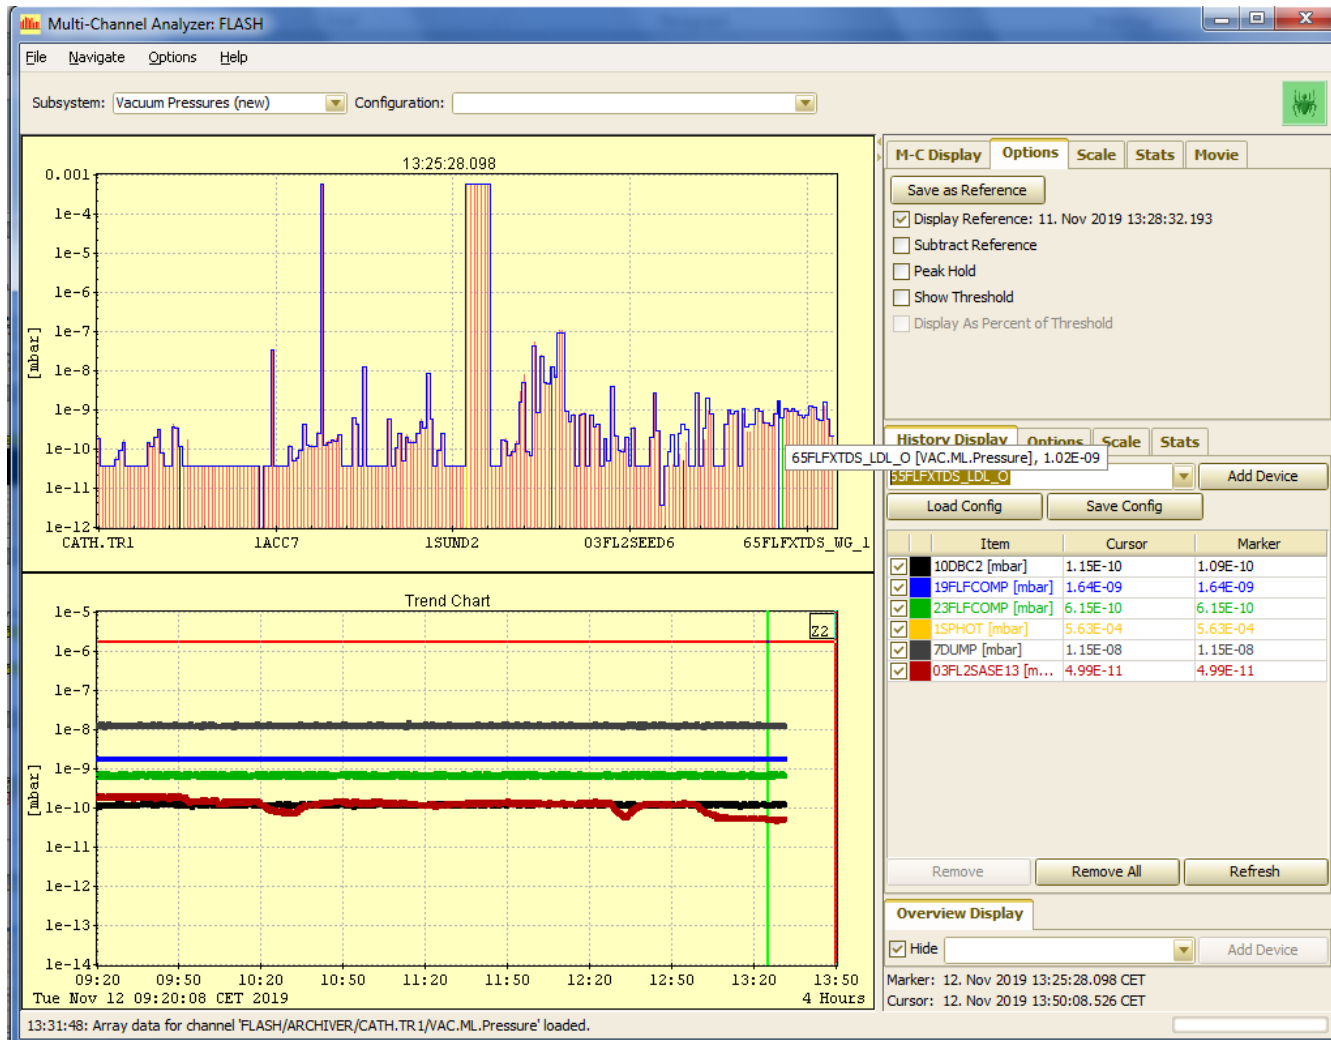 Multi-Channel Analyzer: FLASH
File Navigate Options Help
Subsystem: Vacuum Pressures (new) Configuration:
13:25:28.098
0.001
1e-4
1e-5
1e-6
1e-7
1e-8
1e-9
1e-10
1e-11
1e-12
[mbar]
CATH.TR1 1ACC7 1SUND2 03FL2SEED6 65FLFXTDS_WG_1
Trend Chart
Z2
1e-5
1e-6
1e-7
1e-8
1e-9
1e-10
1e-11
1e-12
1e-13
1e-14
[mbar]
09:20 09:50 10:20 10:50 11:20 11:50 12:20 12:50 13:20 13:50
Tue Nov 12 09:20:08 CET 2019 4 Hours
M-C Display Options Scale Stats Movie
Save as Reference
Display Reference: 11. Nov 2019 13:28:32.193
Subtract Reference
Peak Hold
Show Threshold
Display As Percent of Threshold
History Display Options Scale Stats
65FLFXTDS_LDL_O [VAC.ML.Pressure], 1.02E-09
65FLFXTDS_LDL_O Add Device
Load Config Save Config
Item Cursor Marker
10DBC2 [mbar] 1.15E-10 1.09E-10
19FLFCOMP [mbar] 1.64E-09 1.64E-09
23FLFCOMP [mbar] 6.15E-10 6.15E-10
1SPHOT [mbar] 5.63E-04 5.63E-04
7DUMP [mbar] 1.15E-08 1.15E-08
03FL2SASE13 [m... 4.99E-11 4.99E-11
Remove Remove All Refresh
Overview Display
Hide Add Device
Marker: 12. Nov 2019 13:25:28.098 CET
Cursor: 12. Nov 2019 13:50:08.526 CET
13:31:48: Array data for channel 'FLASH/ARCHIVER/CATH.TR1/VAC.ML.Pressure' loaded.